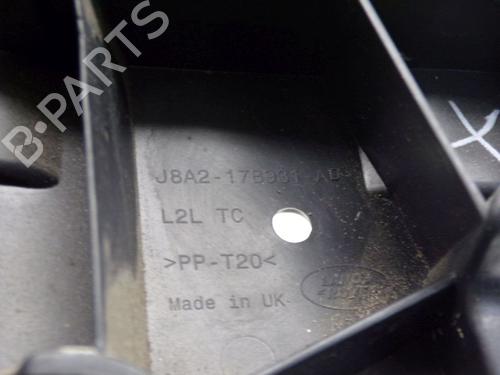 B-PARTS
J8A2-17B931-AD
L2L TC
>PP-T20<
Made in UK